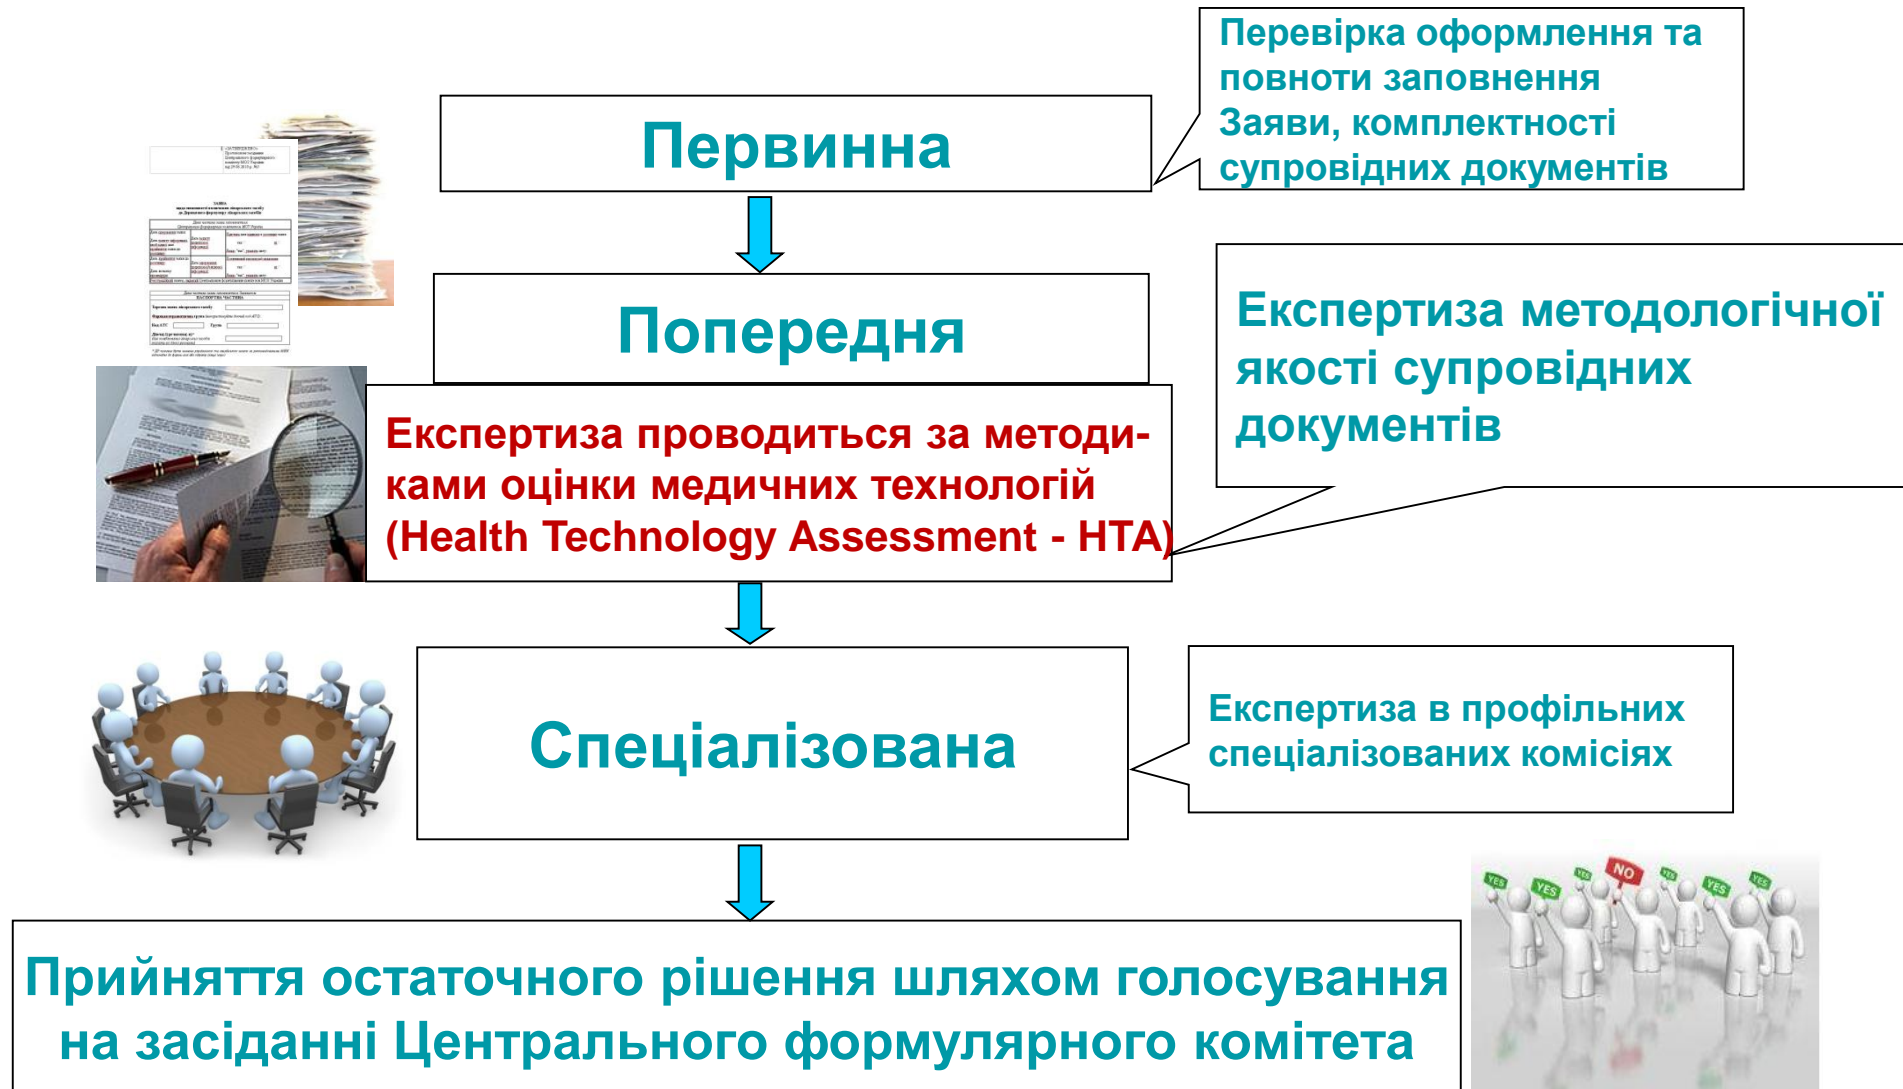 Перевірка оформлення та
повноти заповнення
Заяви, комплектності
супровідних документів
Первинна
Попередня
Експертиза методологічної
якості супровідних
документів
Експертиза проводиться за методи-
ками оцінки медичних технологій
(Health Technology Assessment - HTA)
Спеціалізована
Експертиза в профільних
спеціалізованих комісіях
YES
YES
YES
NO
YES
YES
YES
Прийняття остаточного рішення шляхом голосування
на засіданні Центрального формулярного комітета